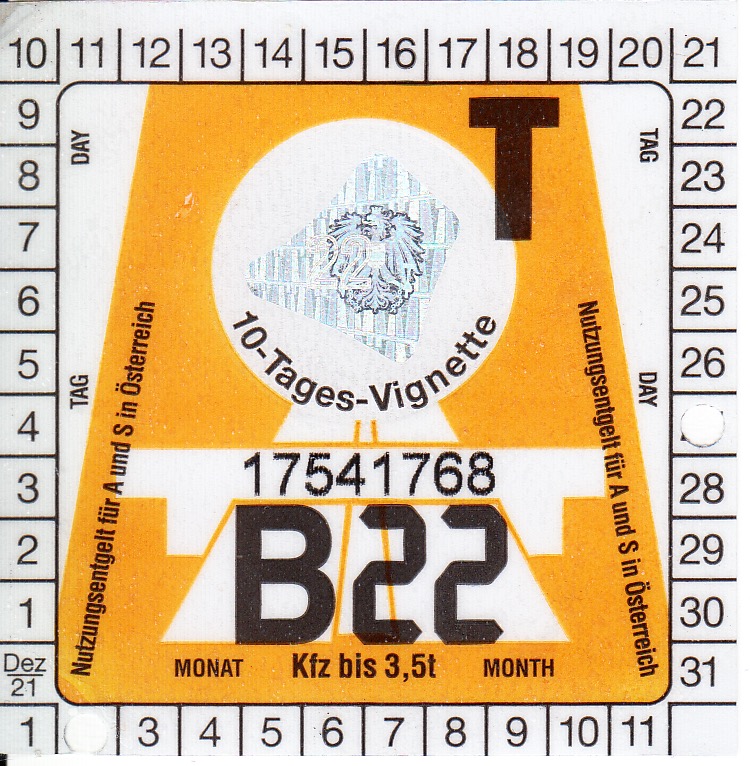 10 11 12 13 14 15 16 17 18 19 20 21
9
8
7
6
5
4
3
2
1
Dez
21
22
23
24
25
26
28
29
30
31
DAY
TAG
TAG
DAY
T
22
10-Tages-Vignette
Nutzungsentgelt für A und S in Österreich
Nutzungsentgelt für A und S in Österreich
17541768
B22
MONAT Kfz bis 3,5t MONTH
1 3 4 5 6 7 8 9 10 11